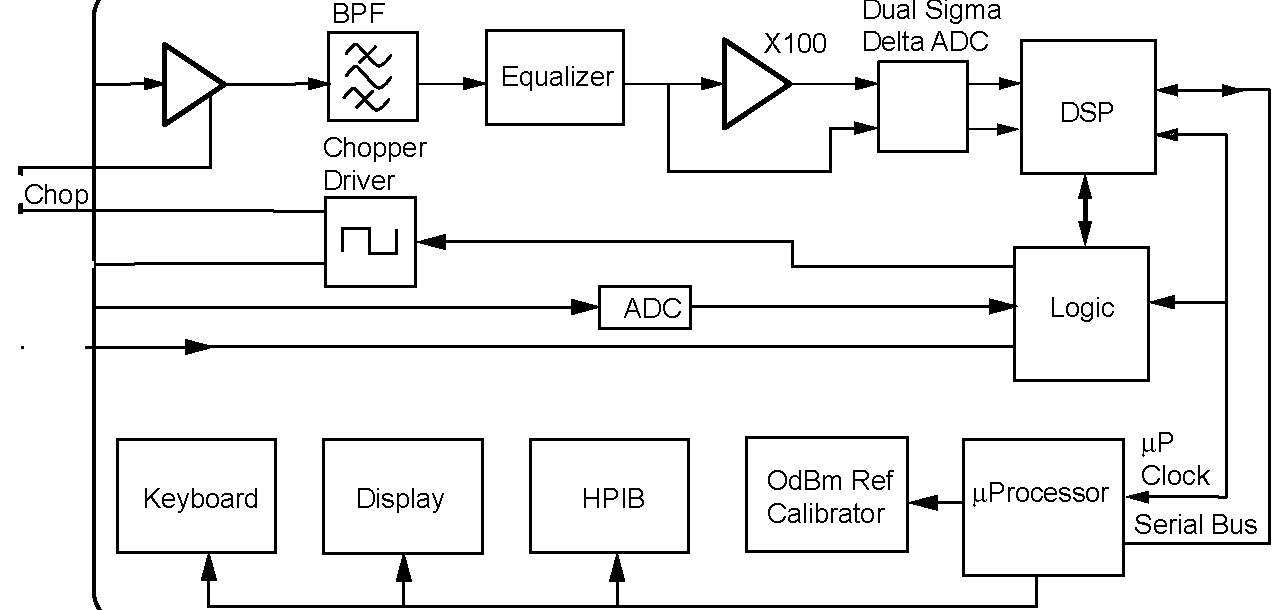 BPF
X100
Dual Sigma
Delta ADC
Equalizer
DSP
Chopper
Driver
Chop
ADC
Logic
Keyboard
Display
HPIB
OdBm Ref
Calibrator
μProcessor
μP
Clock
Serial Bus